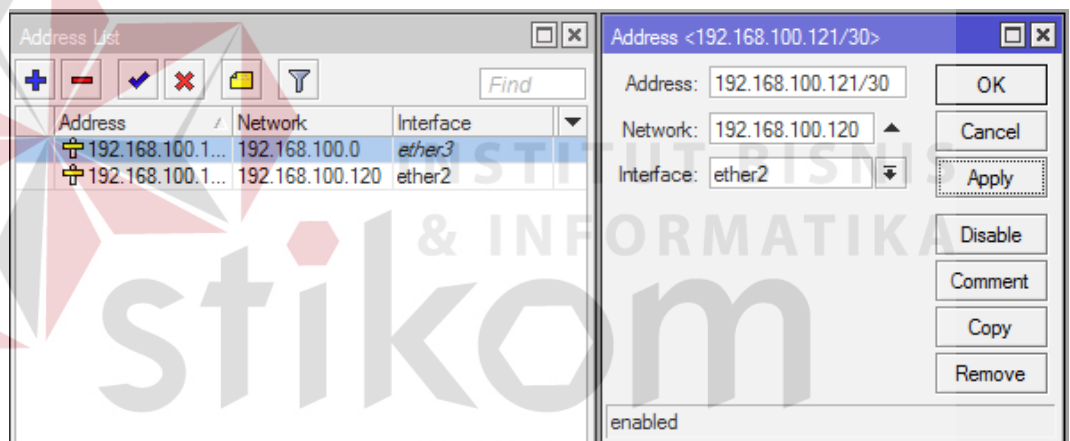 Address List
Find
Address Network Interface
192.168.100.1... 192.168.100.0 ether3
192.168.100.1... 192.168.100.120 ether2
Address <192.168.100.121/30>
Address: 192.168.100.121/30
Network: 192.168.100.120
Interface: ether2
OK
Cancel
Apply
Disable
Comment
Copy
Remove
enabled
INSTITUT BISNIS
& INFORMATIKA
stikom